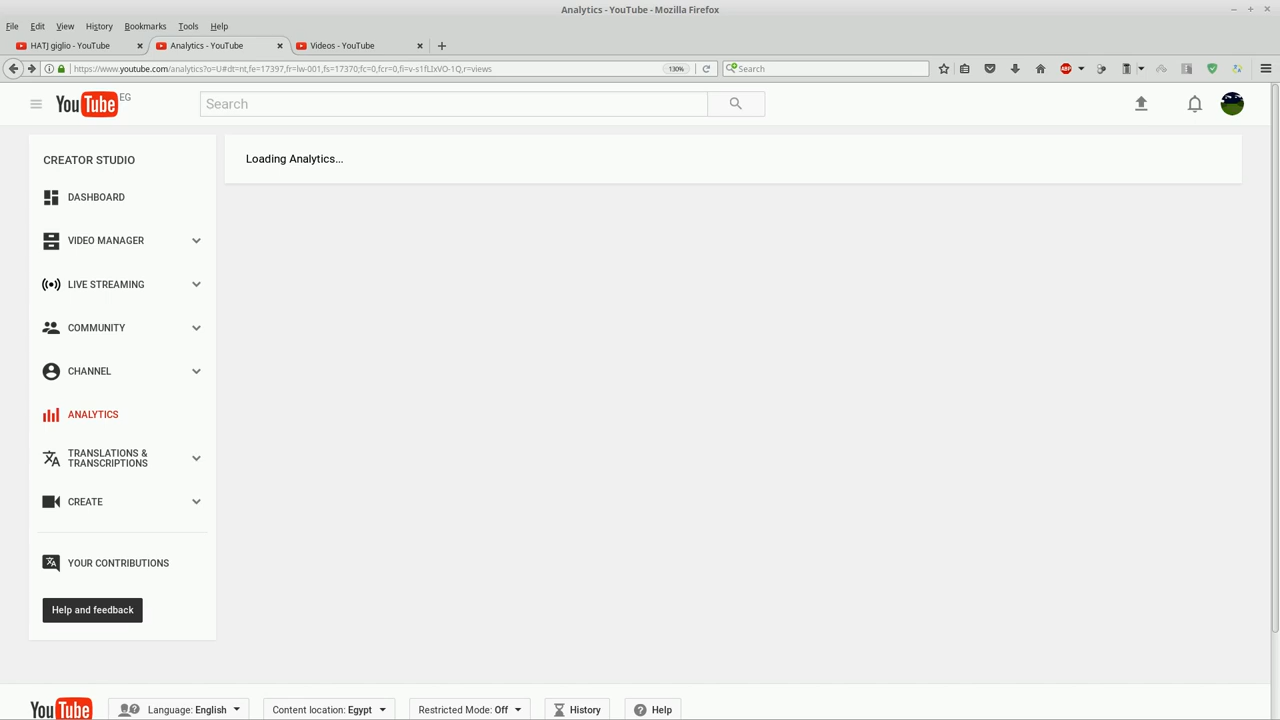 Analytics - YouTube - Mozilla Firefox
File Edit View History Bookmarks Tools Help
HATJ giglio - YouTube
Analytics - YouTube
Videos - YouTube
https://www.youtube.com/analytics?o=U#dt=nt,fe=17397,fr=lw-001,fs=17370;fc=0,fcr=0,fi=v-s1fLIxVO-1Q,r=views
130%
Search
YouTube EG
Search
CREATOR STUDIO
Loading Analytics...
DASHBOARD
VIDEO MANAGER
LIVE STREAMING
COMMUNITY
CHANNEL
ANALYTICS
TRANSLATIONS &
TRANSCRIPTIONS
CREATE
YOUR CONTRIBUTIONS
Help and feedback
YouTube
Language: English
Content location: Egypt
Restricted Mode: Off
History
Help